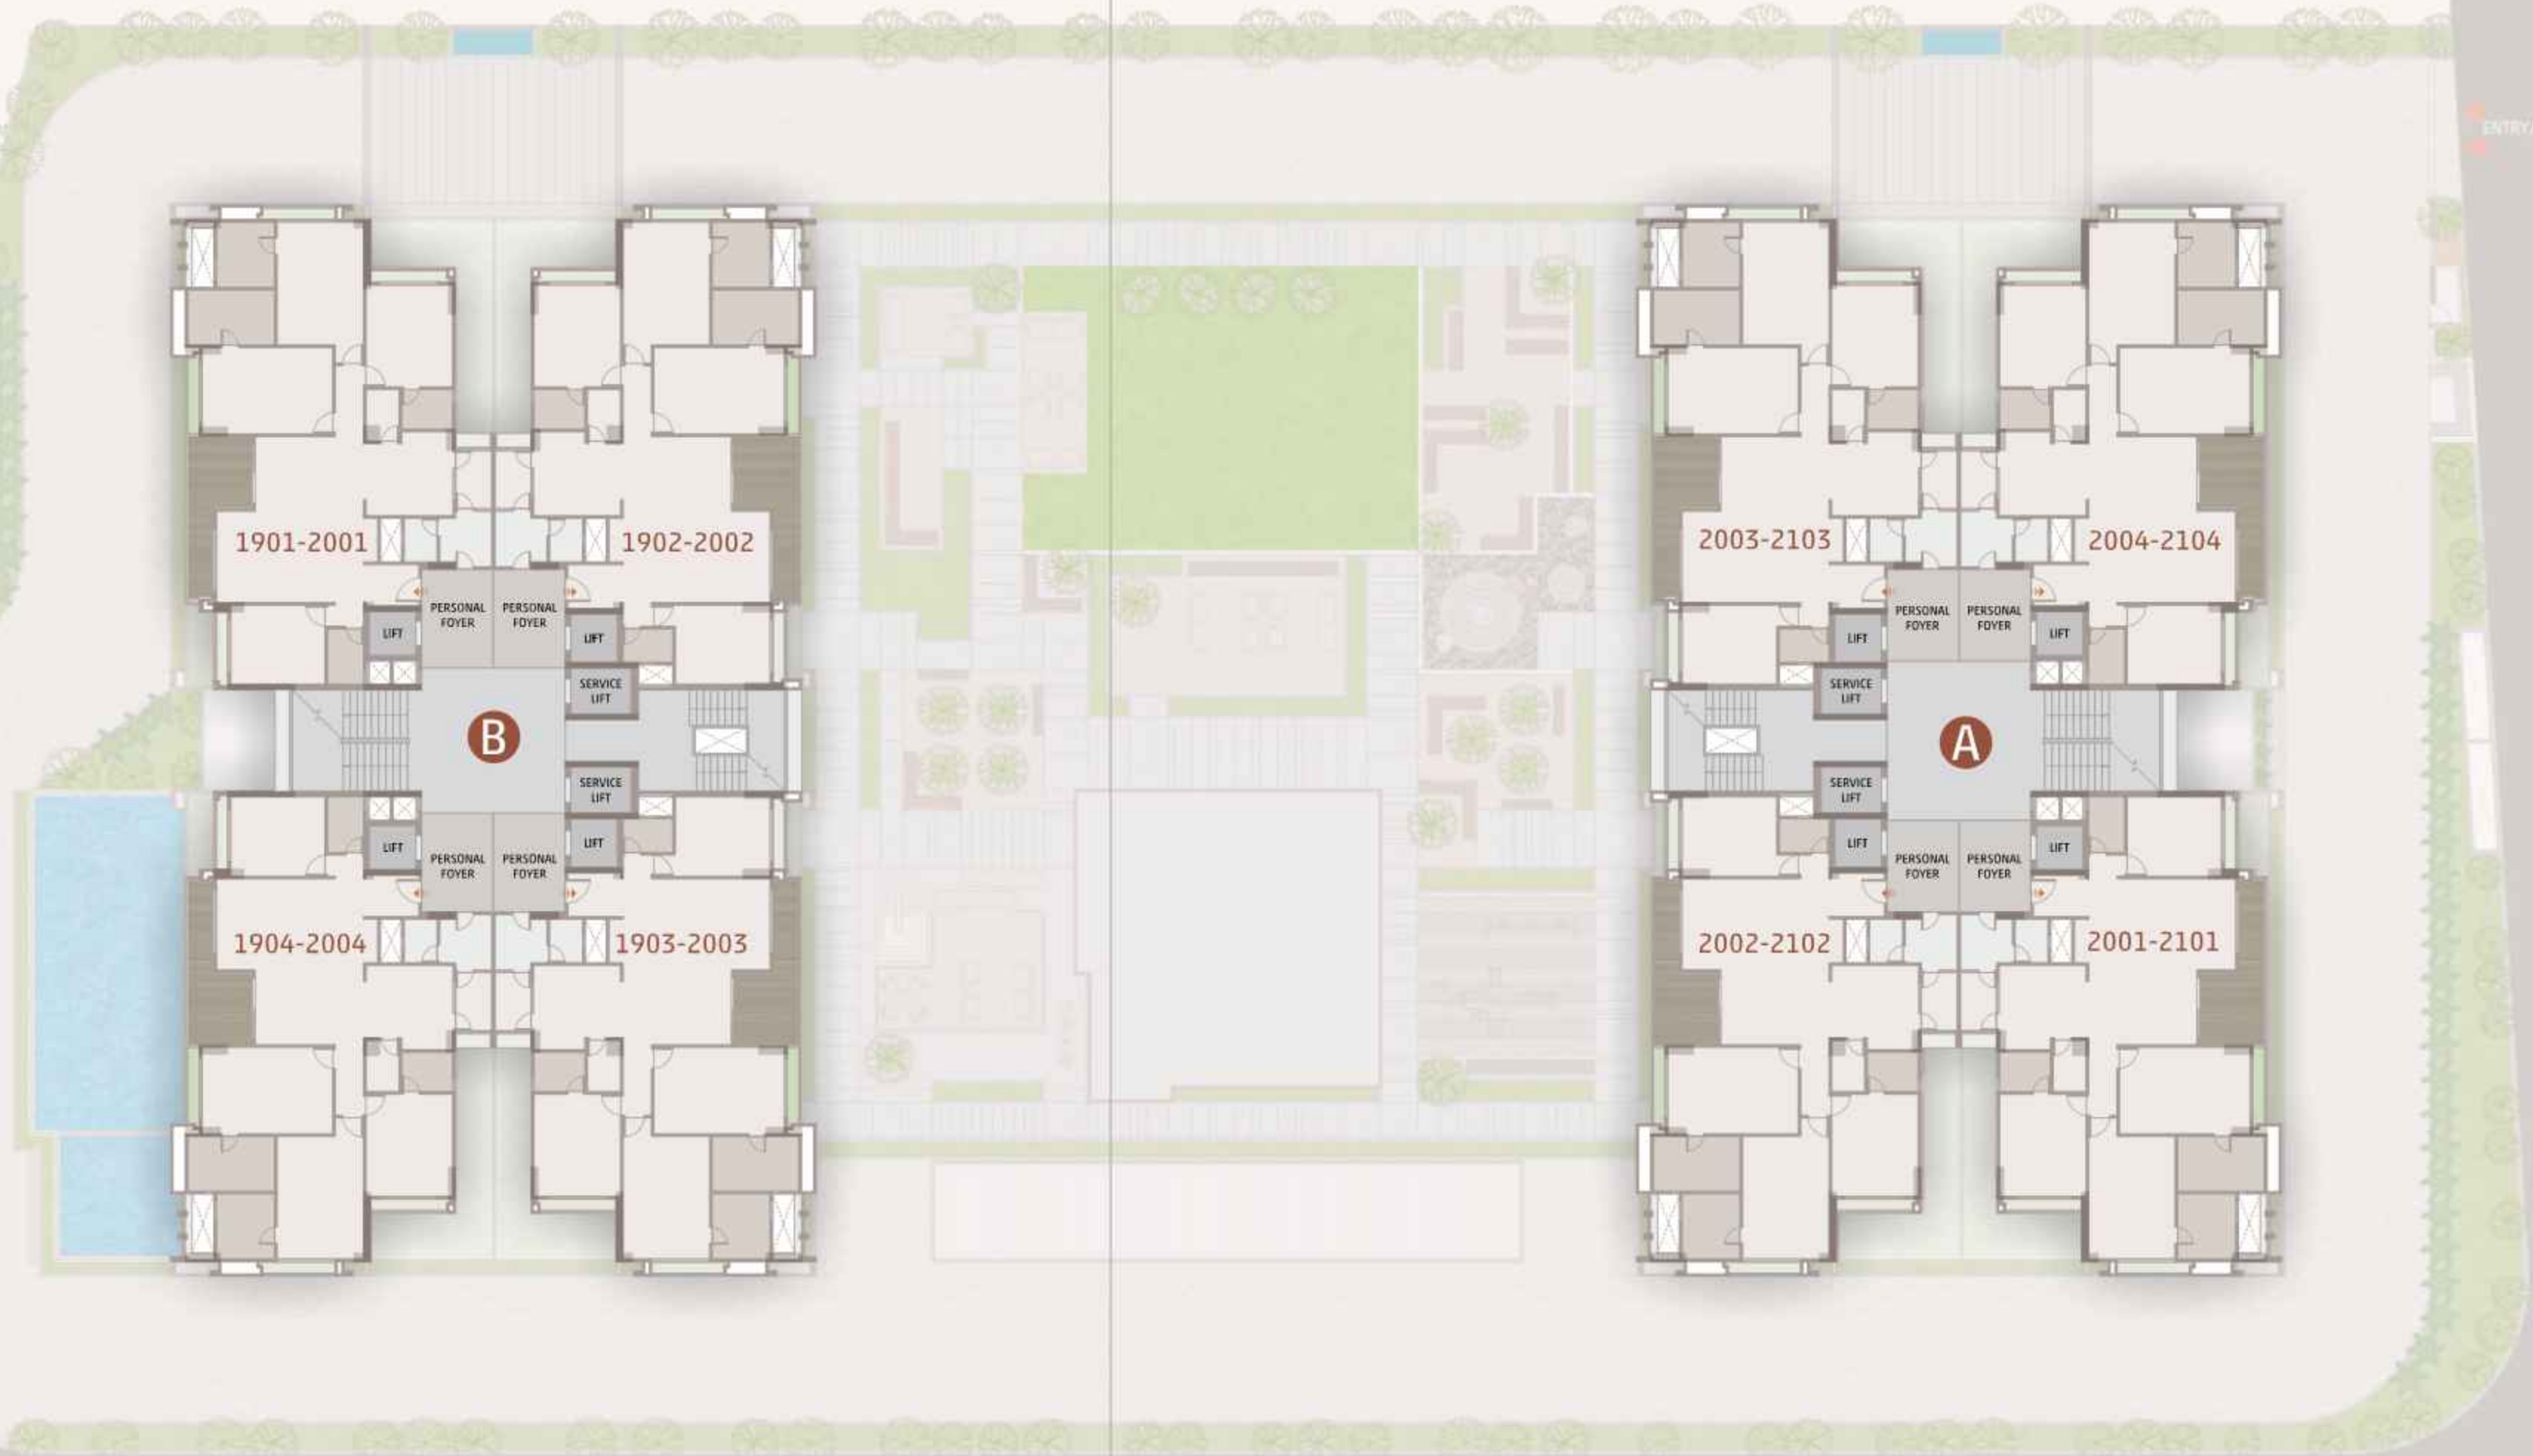 ENTRY
1901-2001
1902-2002
PERSONAL
FOYER
PERSONAL
FOYER
LIFT
LIFT
SERVICE
LIFT
B
SERVICE
LIFT
LIFT
LIFT
PERSONAL
FOYER
PERSONAL
FOYER
1904-2004
1903-2003
2003-2103
2004-2104
PERSONAL
FOYER
PERSONAL
FOYER
LIFT
LIFT
SERVICE
LIFT
A
SERVICE
LIFT
LIFT
LIFT
PERSONAL
FOYER
PERSONAL
FOYER
2002-2102
2001-2101